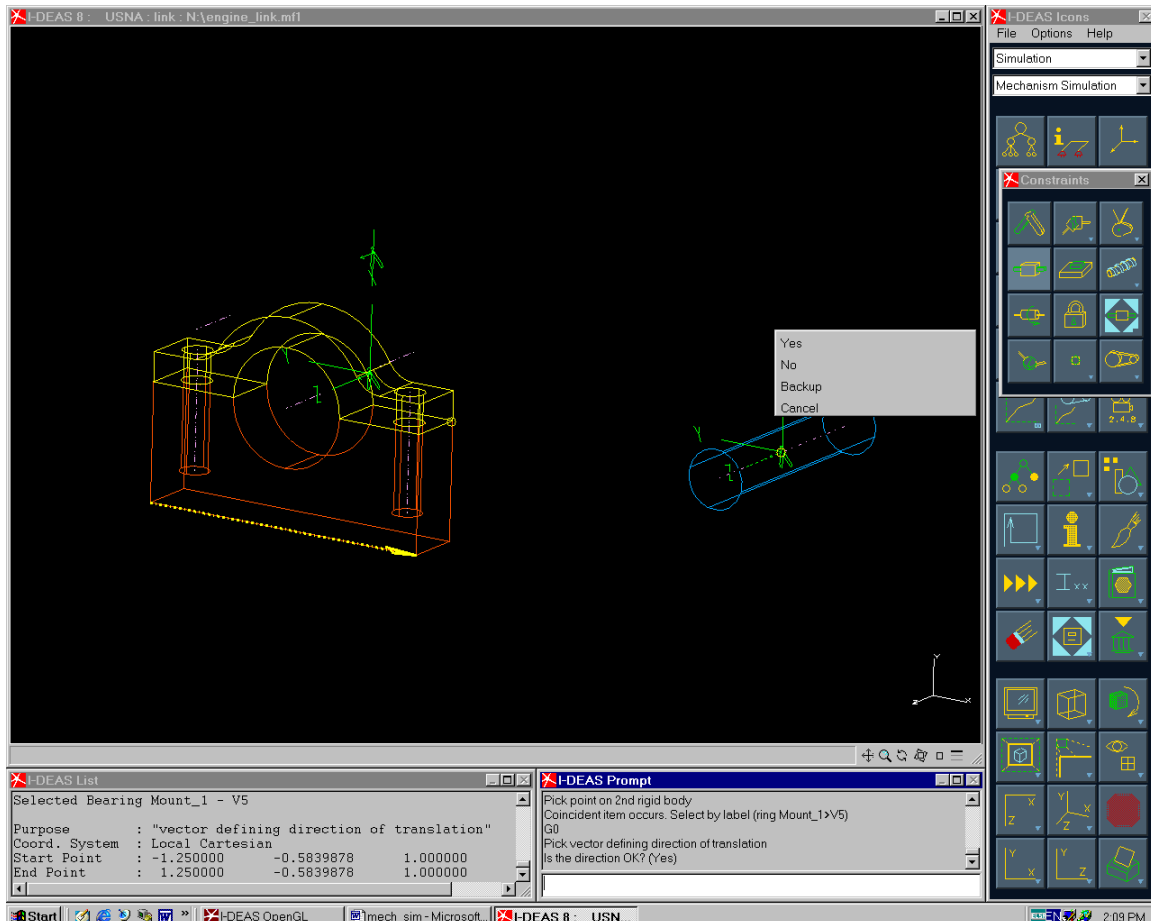 I-DEAS 8 : USNA : link : N:\engine_link.mf1
I-DEAS Icons
File Options Help
Simulation
Mechanism Simulation
Constraints
Yes
No
Backup
Cancel
Y
Z
Y
Z
2.4.8
I x x
Y
Z
X
X
Z
Y
Z
X
Y
X
Y
Z
I-DEAS List
Selected Bearing Mount_1 - V5
Purpose : "vector defining direction of translation"
Coord. System : Local Cartesian
Start Point : -1.250000 -0.5839878 1.000000
End Point : 1.250000 -0.5839878 1.000000
I-DEAS Prompt
Pick point on 2nd rigid body
Coincident item occurs. Select by label (ring Mount_1>V5)
G0
Pick vector defining direction of translation
Is the direction OK? (Yes)
Start
»
I-DEAS OpenGL
mech_sim - Microsoft...
I-DEAS 8 : USN...
EN
2:09 PM